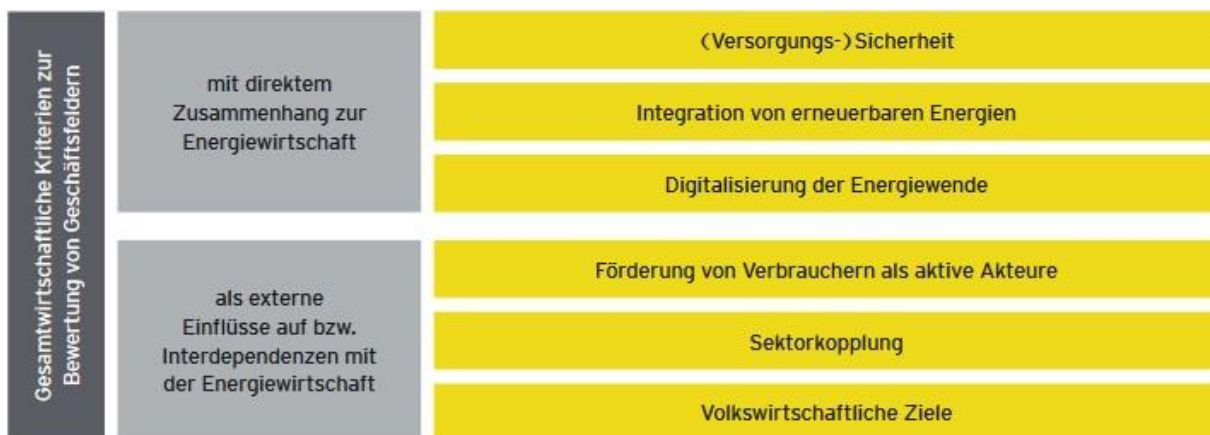 Gesamtwirtschaftliche Kriterien zur
Bewertung von Geschäftsfeldern
mit direktem
Zusammenhang zur
Energiewirtschaft
(Versorgungs-)Sicherheit
Integration von erneuerbaren Energien
Digitalisierung der Energiewende
als externe
Einflüsse auf bzw.
Interdependenzen mit
der Energiewirtschaft
Förderung von Verbrauchern als aktive Akteure
Sektorkopplung
Volkswirtschaftliche Ziele